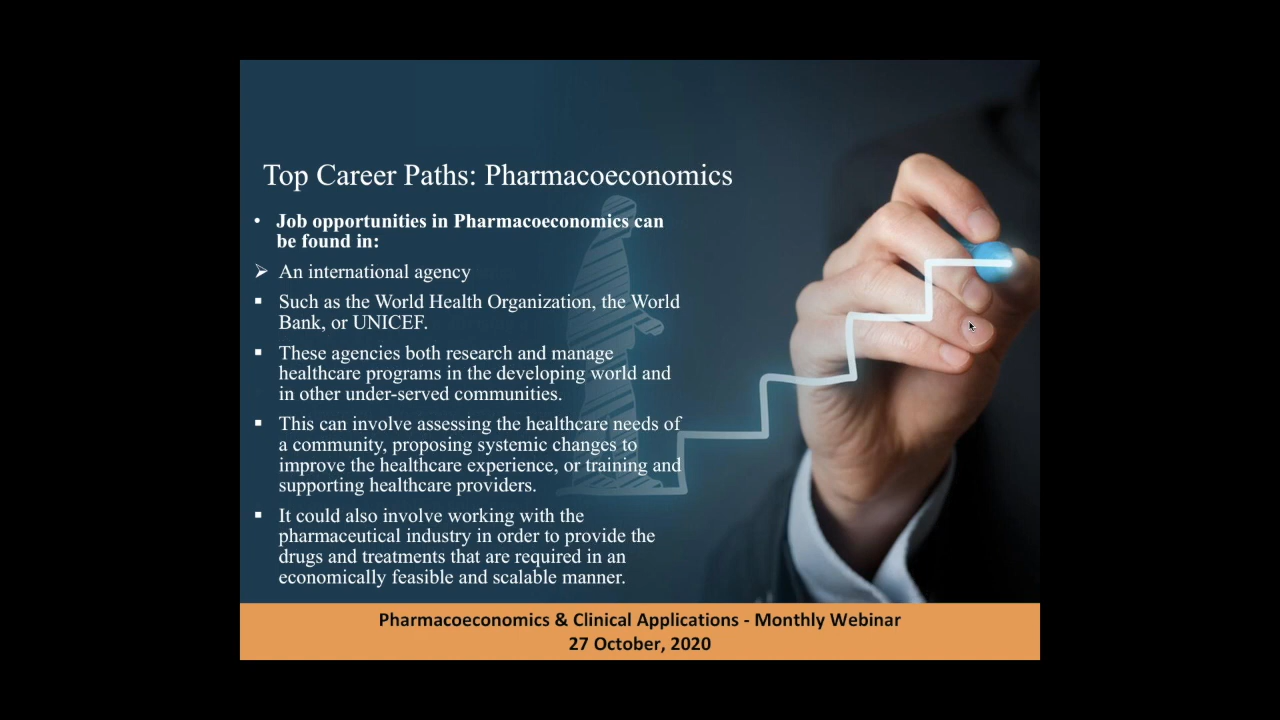 Top Career Paths: Pharmacoeconomics
• Job opportunities in Pharmacoeconomics can
be found in:
➢ An international agency
▪ Such as the World Health Organization, the World
Bank, or UNICEF.
▪ These agencies both research and manage
healthcare programs in the developing world and
in other under-served communities.
▪ This can involve assessing the healthcare needs of
a community, proposing systemic changes to
improve the healthcare experience, or training and
supporting healthcare providers.
▪ It could also involve working with the
pharmaceutical industry in order to provide the
drugs and treatments that are required in an
economically feasible and scalable manner.
Pharmacoeconomics & Clinical Applications - Monthly Webinar
27 October, 2020